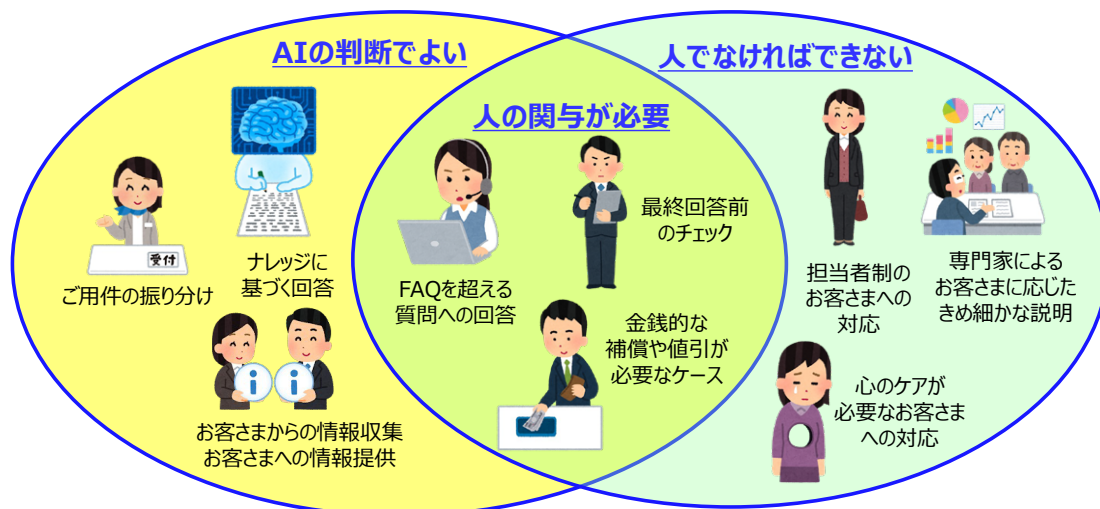 AIの判断でよい
人でなければできない
人の関与が必要
受付
ご用件の振り分け
ナレッジに
基づく回答
お客さまからの情報収集
お客さまへの情報提供
FAQを超える
質問への回答
最終回答前
のチェック
金銭的な
補償や値引が
必要なケース
担当者制の
お客さまへの
対応
専門家による
お客さまに応じた
きめ細かな説明
心のケアが
必要なお客さま
への対応